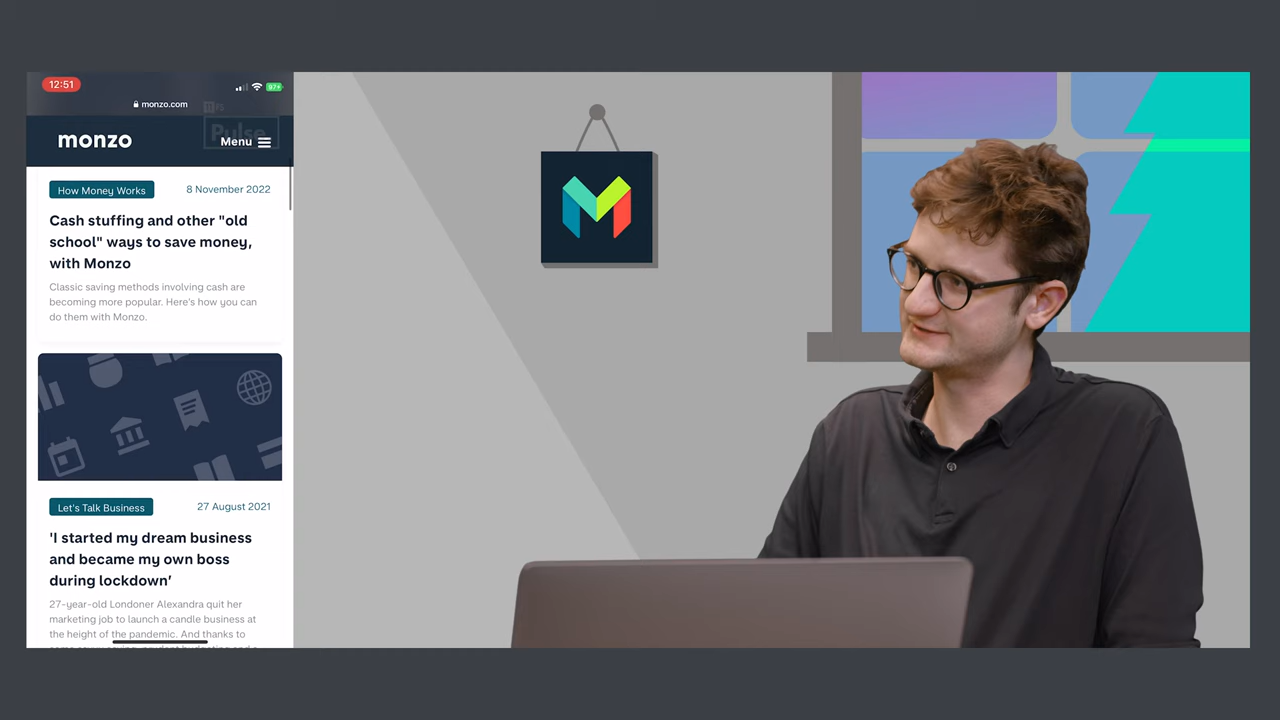 12:51
97+
monzo.com
11:FS
Pulse
monzo
Menu
How Money Works
8 November 2022
Cash stuffing and other "old
school" ways to save money,
with Monzo
Classic saving methods involving cash are
becoming more popular. Here's how you can
do them with Monzo.
Let's Talk Business
27 August 2021
'I started my dream business
and became my own boss
during lockdown’
27-year-old Londoner Alexandra quit her
marketing job to launch a candle business at
the height of the pandemic. And thanks to